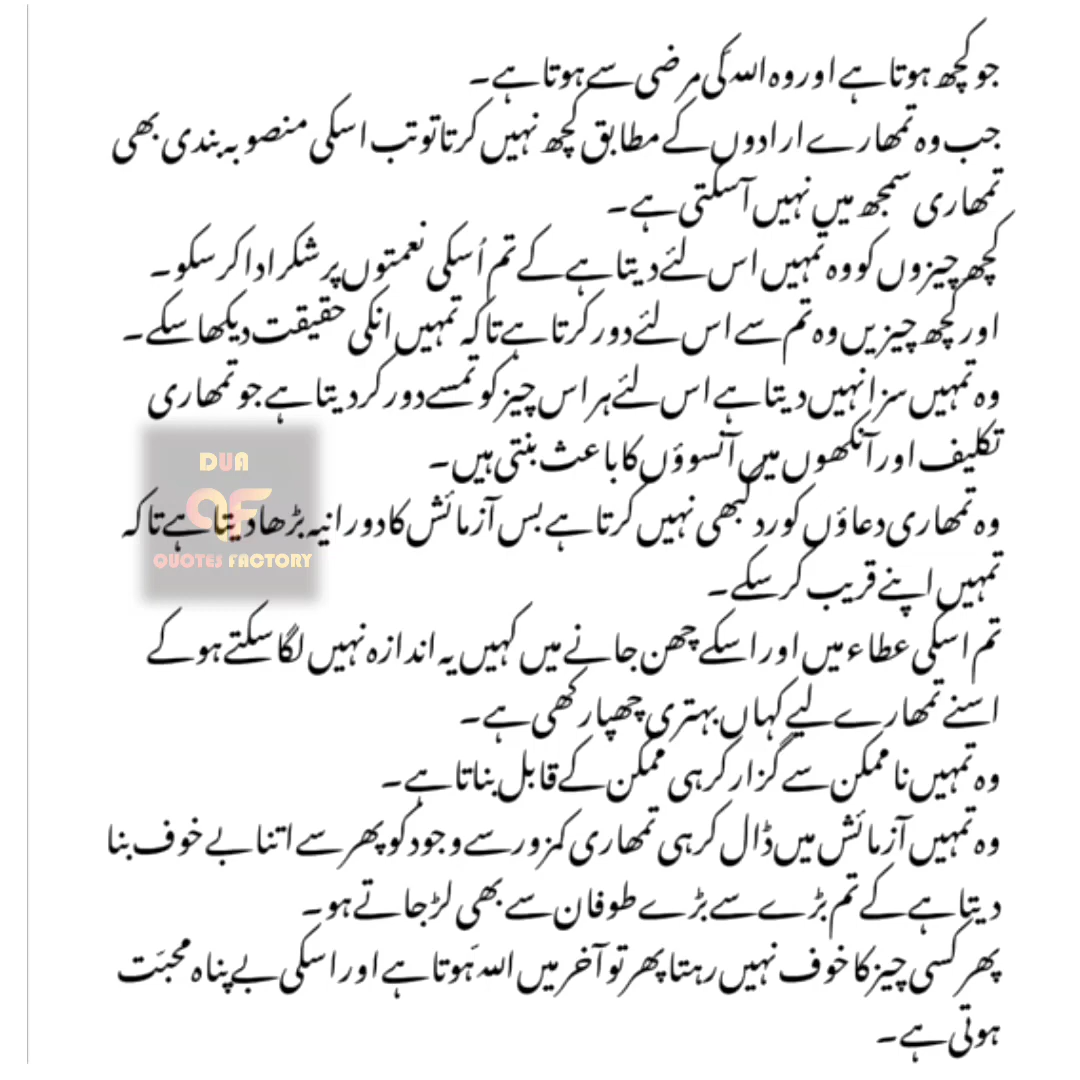 جو کچھ ہوتا ہے اور وہ اللہ کی مرضی سے ہوتا ہے۔
جب وہ تمھارے ارادوں کے مطابق کچھ نہیں کرتا تو تب اسکی منصوبہ بندی بھی
تمھاری سمجھ میں نہیں آسکتی ہے۔
کچھ چیزوں کو وہ تمہیں اس لئے دیتا ہے کے تم اُسکی نعمتوں پر شکر ادا کر سکو۔
اور کچھ چیزیں وہ تم سے اس لئے دور کرتا ہے تاکہ تمہیں انکی حقیقت دیکھا سکے۔
وہ تمہیں سزا نہیں دیتا ہے اس لئے ہر اس چیز کو تمسے دور کر دیتا ہے جو تمھاری
تکلیف اور آنکھوں میں آنسوؤں کا باعث بنتی ہیں۔
وہ تمھاری دعاؤں کو رد کبھی نہیں کرتا ہے بس آزمائش کا دورانیہ بڑھا دیتا ہے تاکہ
تمہیں اپنے قریب کر سکے۔
تم اسکی عطاء میں اور اسکے چھن جانے میں کہیں یہ اندازہ نہیں لگا سکتے ہو کے
اسنے تمھارے لیے کہاں بہتری چھپا رکھی ہے۔
وہ تمہیں نا ممکن سے گزار کر ہی ممکن کے قابل بناتا ہے۔
وہ تمہیں آزمائش میں ڈال کر ہی تمھاری کمزور سے وجود کو پھر سے اتنا بے خوف بنا
دیتا ہے کے تم بڑے سے بڑے طوفان سے بھی لڑ جاتے ہو۔
پھر کسی چیز کا خوف نہیں رہتا پھر تو آخر میں اللہ ہوتا ہے اور اسکی بے پناہ محبت
ہوتی ہے۔
DUA
QF
QUOTES FACTORY